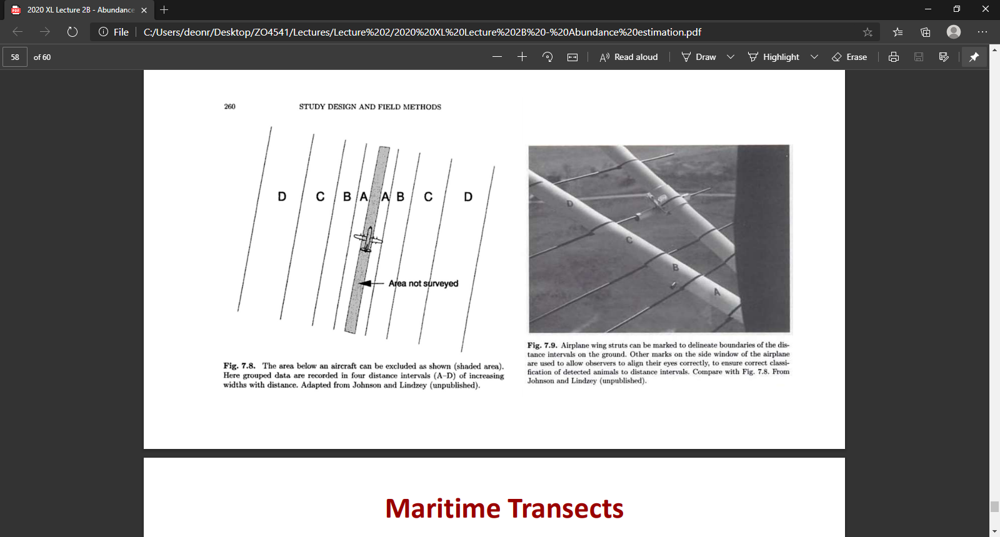 2020 XL Lecture 2B - Abundance
File
C:/Users/deonr/Desktop/ZO4541/Lectures/Lecture%202/2020%20XL%20Lecture%202B%20-%20Abundance%20estimation.pdf
58 of 60
Read aloud
Draw
Highlight
Erase
260
STUDY DESIGN AND FIELD METHODS
D C B A A B C D
Area not surveyed
Fig. 7.8. The area below an aircraft can be excluded as shown (shaded area).
Here grouped data are recorded in four distance intervals (A–D) of increasing
widths with distance. Adapted from Johnson and Lindzey (unpublished).
D
C
B
A
Fig. 7.9. Airplane wing struts can be marked to delineate boundaries of the dis-
tance intervals on the ground. Other marks on the side window of the airplane
are used to allow observers to align their eyes correctly, to ensure correct classi-
fication of detected animals to distance intervals. Compare with Fig. 7.8. From
Johnson and Lindzey (unpublished).
Maritime Transects